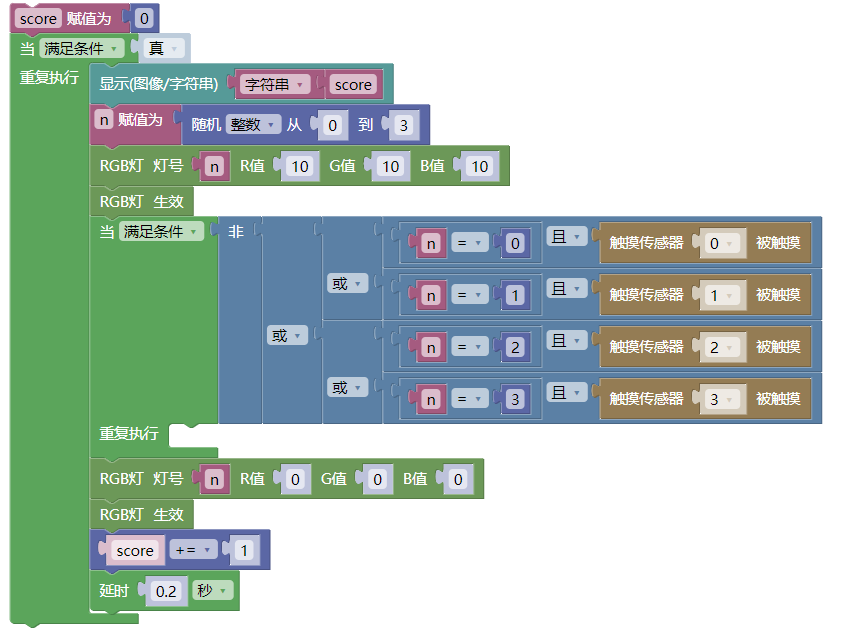 score 赋值为 0
当 满足条件 真
重复执行
显示(图像/字符串) 字符串 score
n 赋值为 随机 整数 从 0 到 3
RGB灯 灯号 n R值 10 G值 10 B值 10
RGB灯 生效
当 满足条件 非
n = 0 且 触摸传感器 0 被触摸
或
n = 1 且 触摸传感器 1 被触摸
或
n = 2 且 触摸传感器 2 被触摸
或
n = 3 且 触摸传感器 3 被触摸
重复执行
RGB灯 灯号 n R值 0 G值 0 B值 0
RGB灯 生效
score += 1
延时 0.2 秒